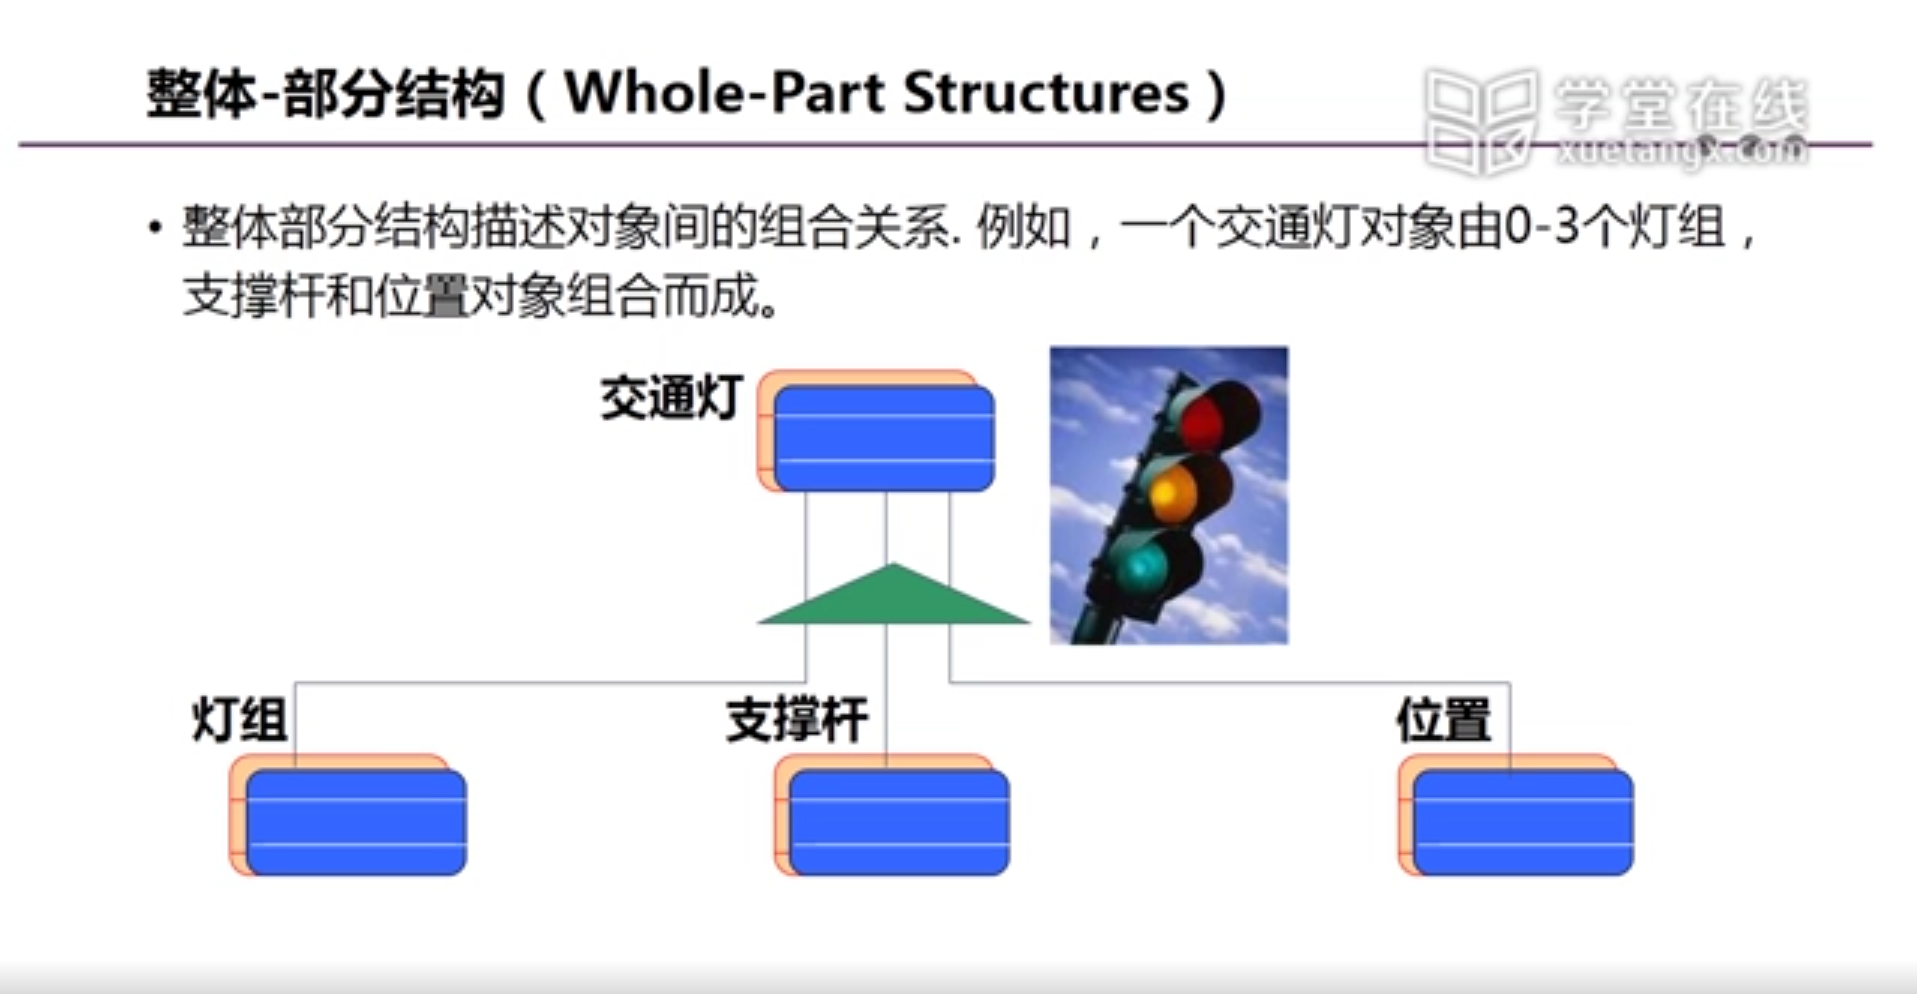 整体-部分结构（Whole-Part Structures）
学堂在线
xuetangx.com
• 整体部分结构描述对象间的组合关系. 例如，一个交通灯对象由0-3个灯组，
支撑杆和位置对象组合而成。
交通灯
灯组
支撑杆
位置